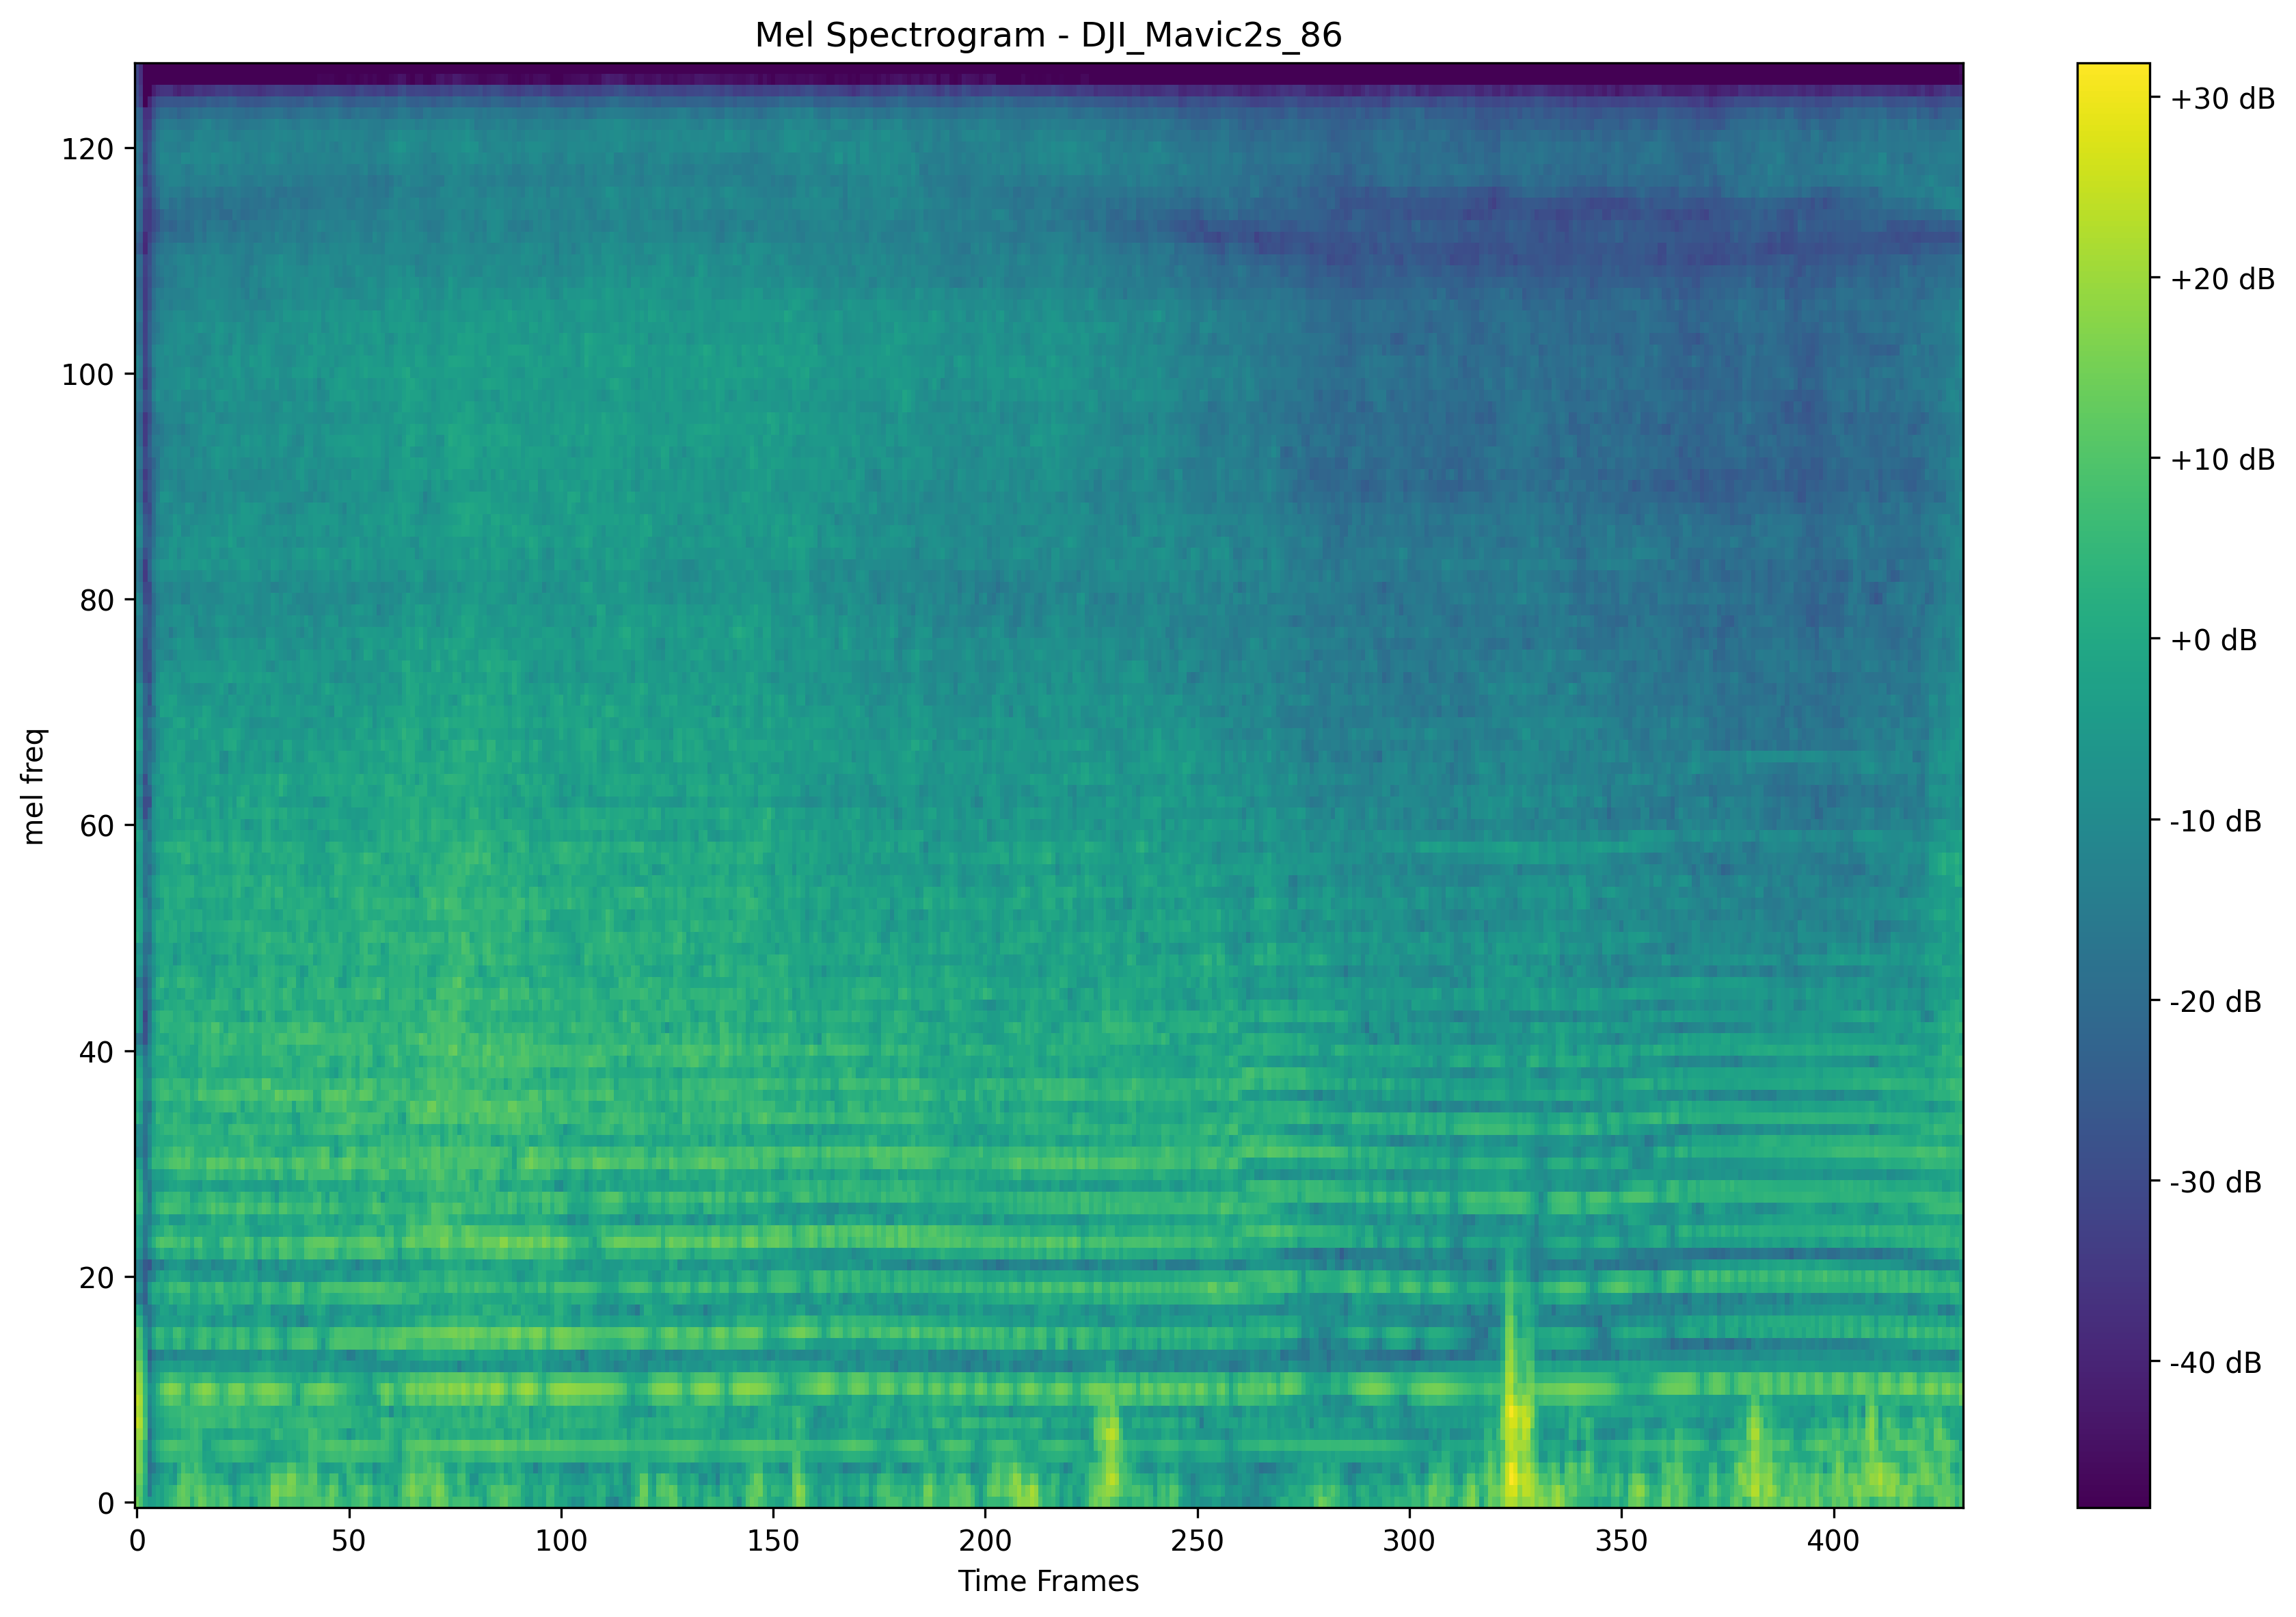 Mel Spectrogram - DJI_Mavic2s_86
+30 dB
120
+20 dB
100
+10 dB
80
+0 dB
mel freq
60
-10 dB
40
-20 dB
-30 dB
20
-40 dB
0
0 50 100 150 200 250 300 350 400
Time Frames